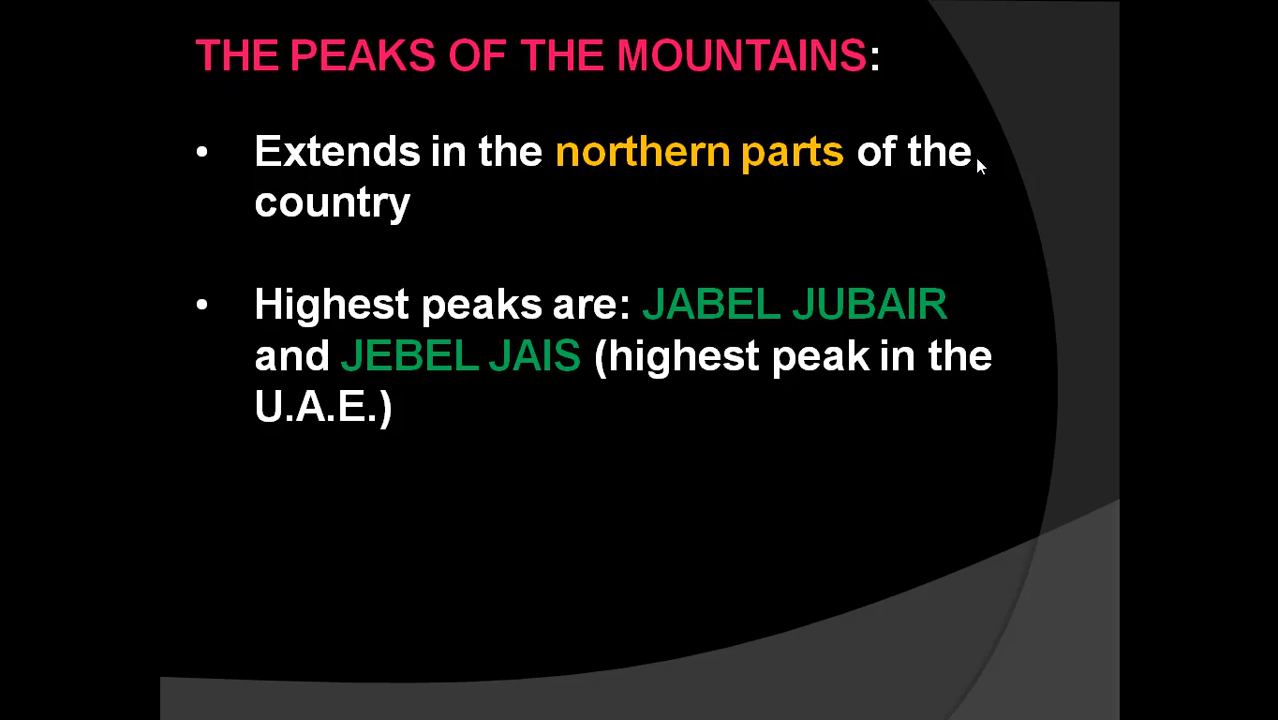 THE PEAKS OF THE MOUNTAINS:
• Extends in the northern parts of the
country
• Highest peaks are: JABEL JUBAIR
and JEBEL JAIS (highest peak in the
U.A.E.)